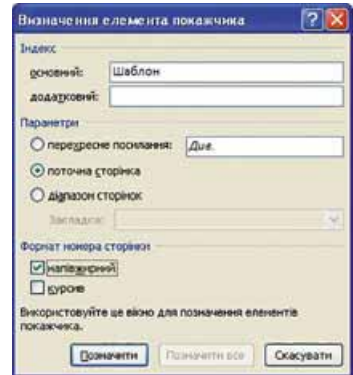 Визначення елемента покажчика
Індекс
основний: Шаблон
додатковий:
Параметри
перехресне посилання: Див.
поточна сторінка
діапазон сторінок
Закладка:
Формат номера сторінки
напівжирний
курсив
Використовуйте це вікно для позначення елементів
покажчика.
Позначити Позначити все Скасувати